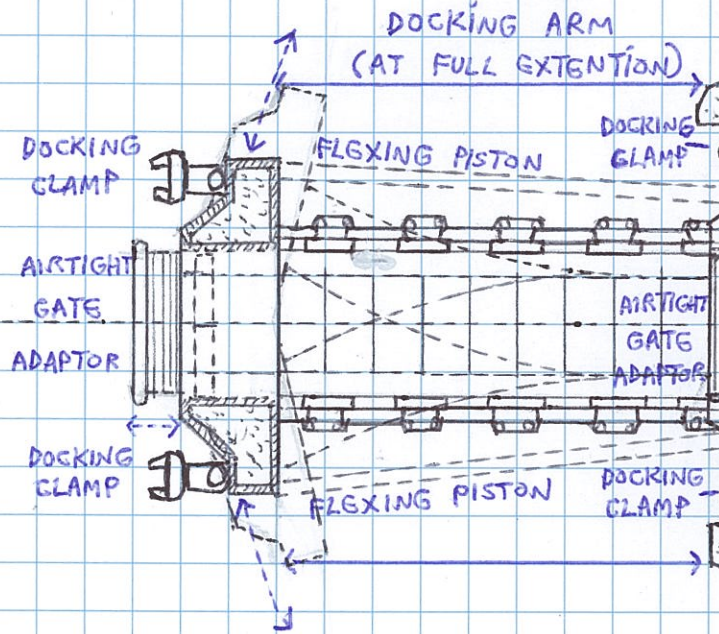 DOCKING ARM
(AT FULL EXTENTION)
DOCKING
CLAMP
FLEXING PISTON
DOCKING
CLAMP
AIRTIGHT
GATE
ADAPTOR
AIRTIGHT
GATE
ADAPTOR
DOCKING
CLAMP
FLEXING PISTON
DOCKING
CLAMP